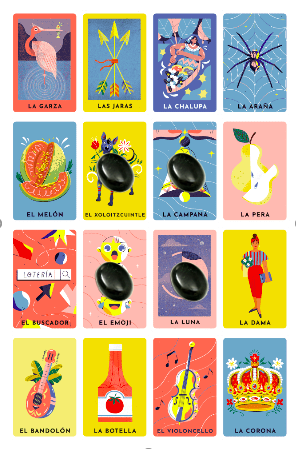 LA GARZA
LAS JARAS
LA CHALUPA
LA ARAÑA
EL MELÓN
EL XOLOITZCUINTLE
LA CAMPANA
LA PERA
LOTERÍA
EL BUSCADOR
EL EMOJI
LA LUNA
LA DAMA
EL BANDOLÓN
LA BOTELLA
EL VIOLONCELLO
LA CORONA